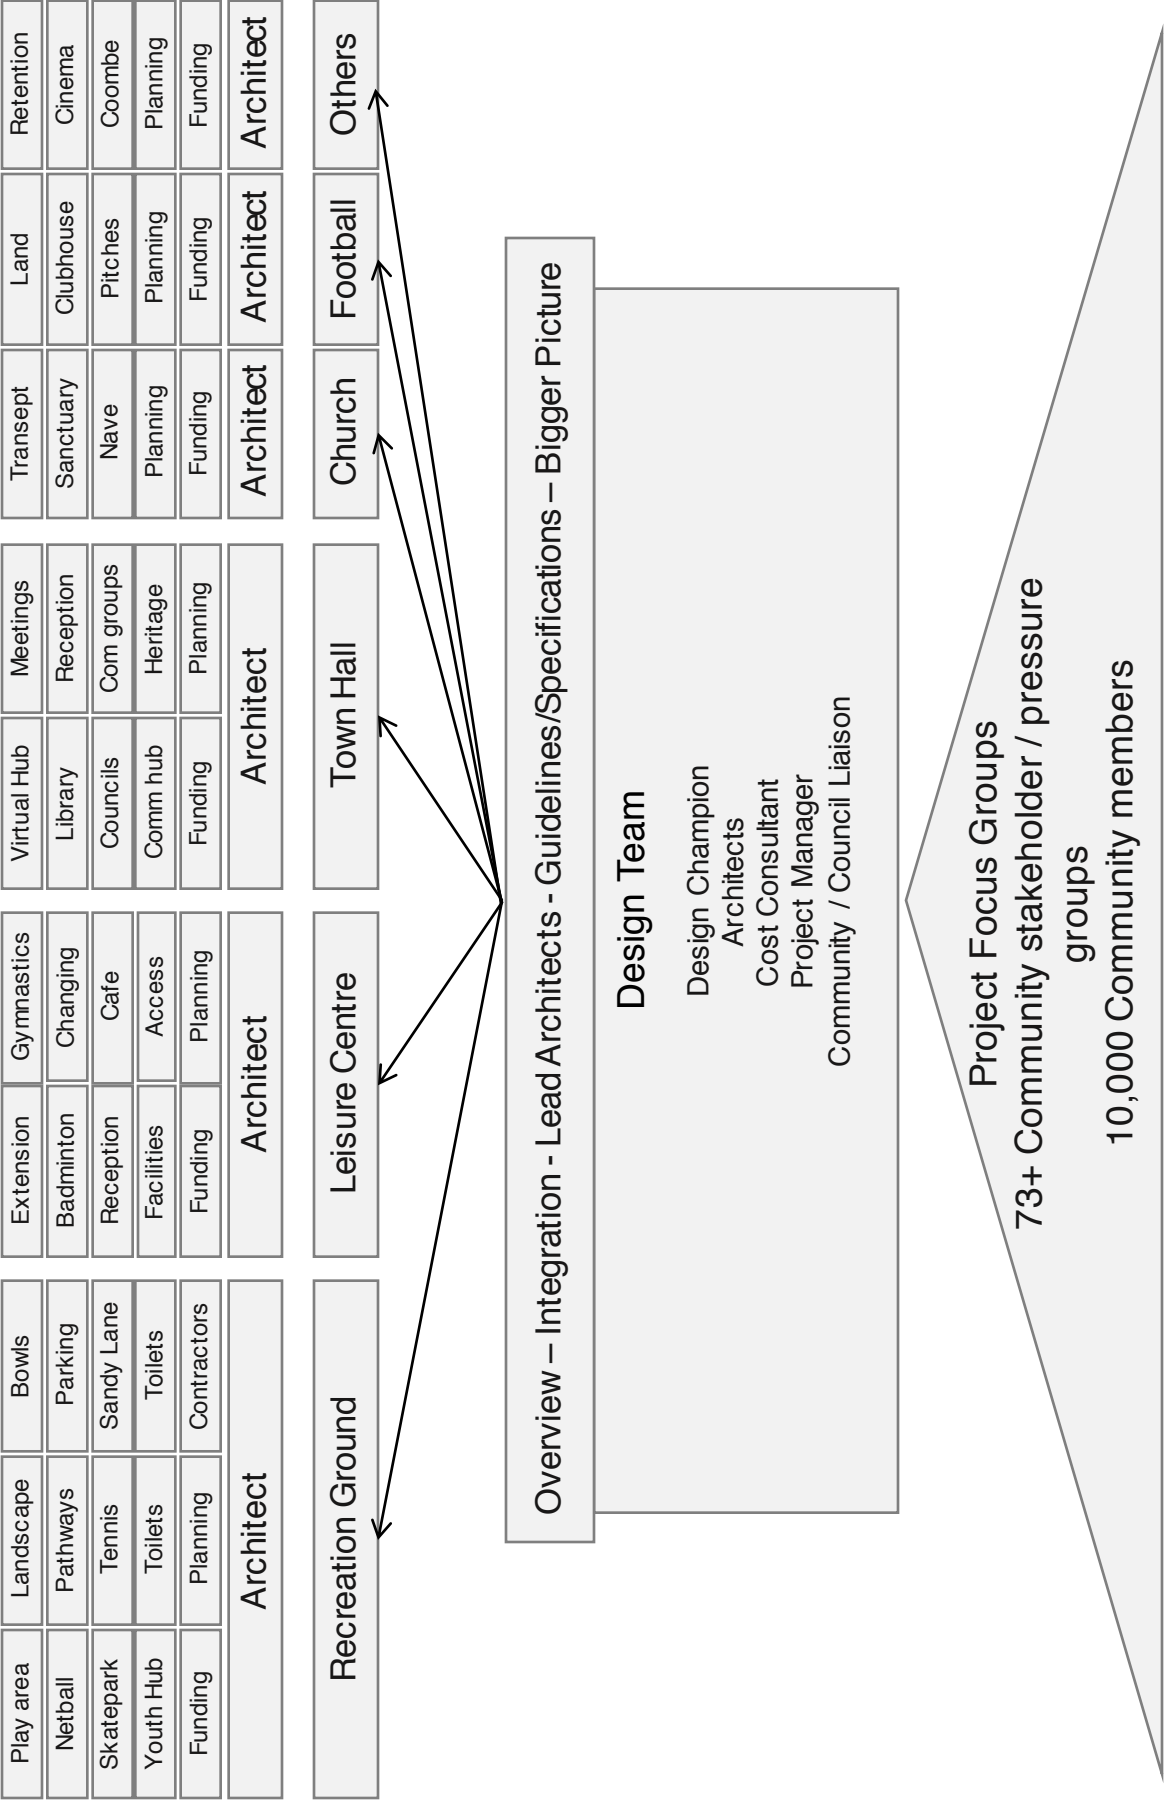 Play area
Landscape
Bowls
Extension
Gymnastics
Virtual Hub
Meetings
Transept
Land
Retention
Netball
Pathways
Parking
Badminton
Changing
Library
Reception
Sanctuary
Clubhouse
Cinema
Skatepark
Tennis
Sandy Lane
Reception
Cafe
Councils
Com groups
Nave
Pitches
Coombe
Youth Hub
Toilets
Toilets
Facilities
Access
Comm hub
Heritage
Planning
Planning
Planning
Funding
Planning
Contractors
Funding
Planning
Funding
Planning
Funding
Funding
Funding
Architect
Architect
Architect
Architect
Architect
Architect
Recreation Ground
Leisure Centre
Town Hall
Church
Football
Others
Overview – Integration - Lead Architects - Guidelines/Specifications – Bigger Picture
Design Team
Design Champion
Architects
Cost Consultant
Project Manager
Community / Council Liaison
Project Focus Groups
73+ Community stakeholder / pressure
groups
10,000 Community members